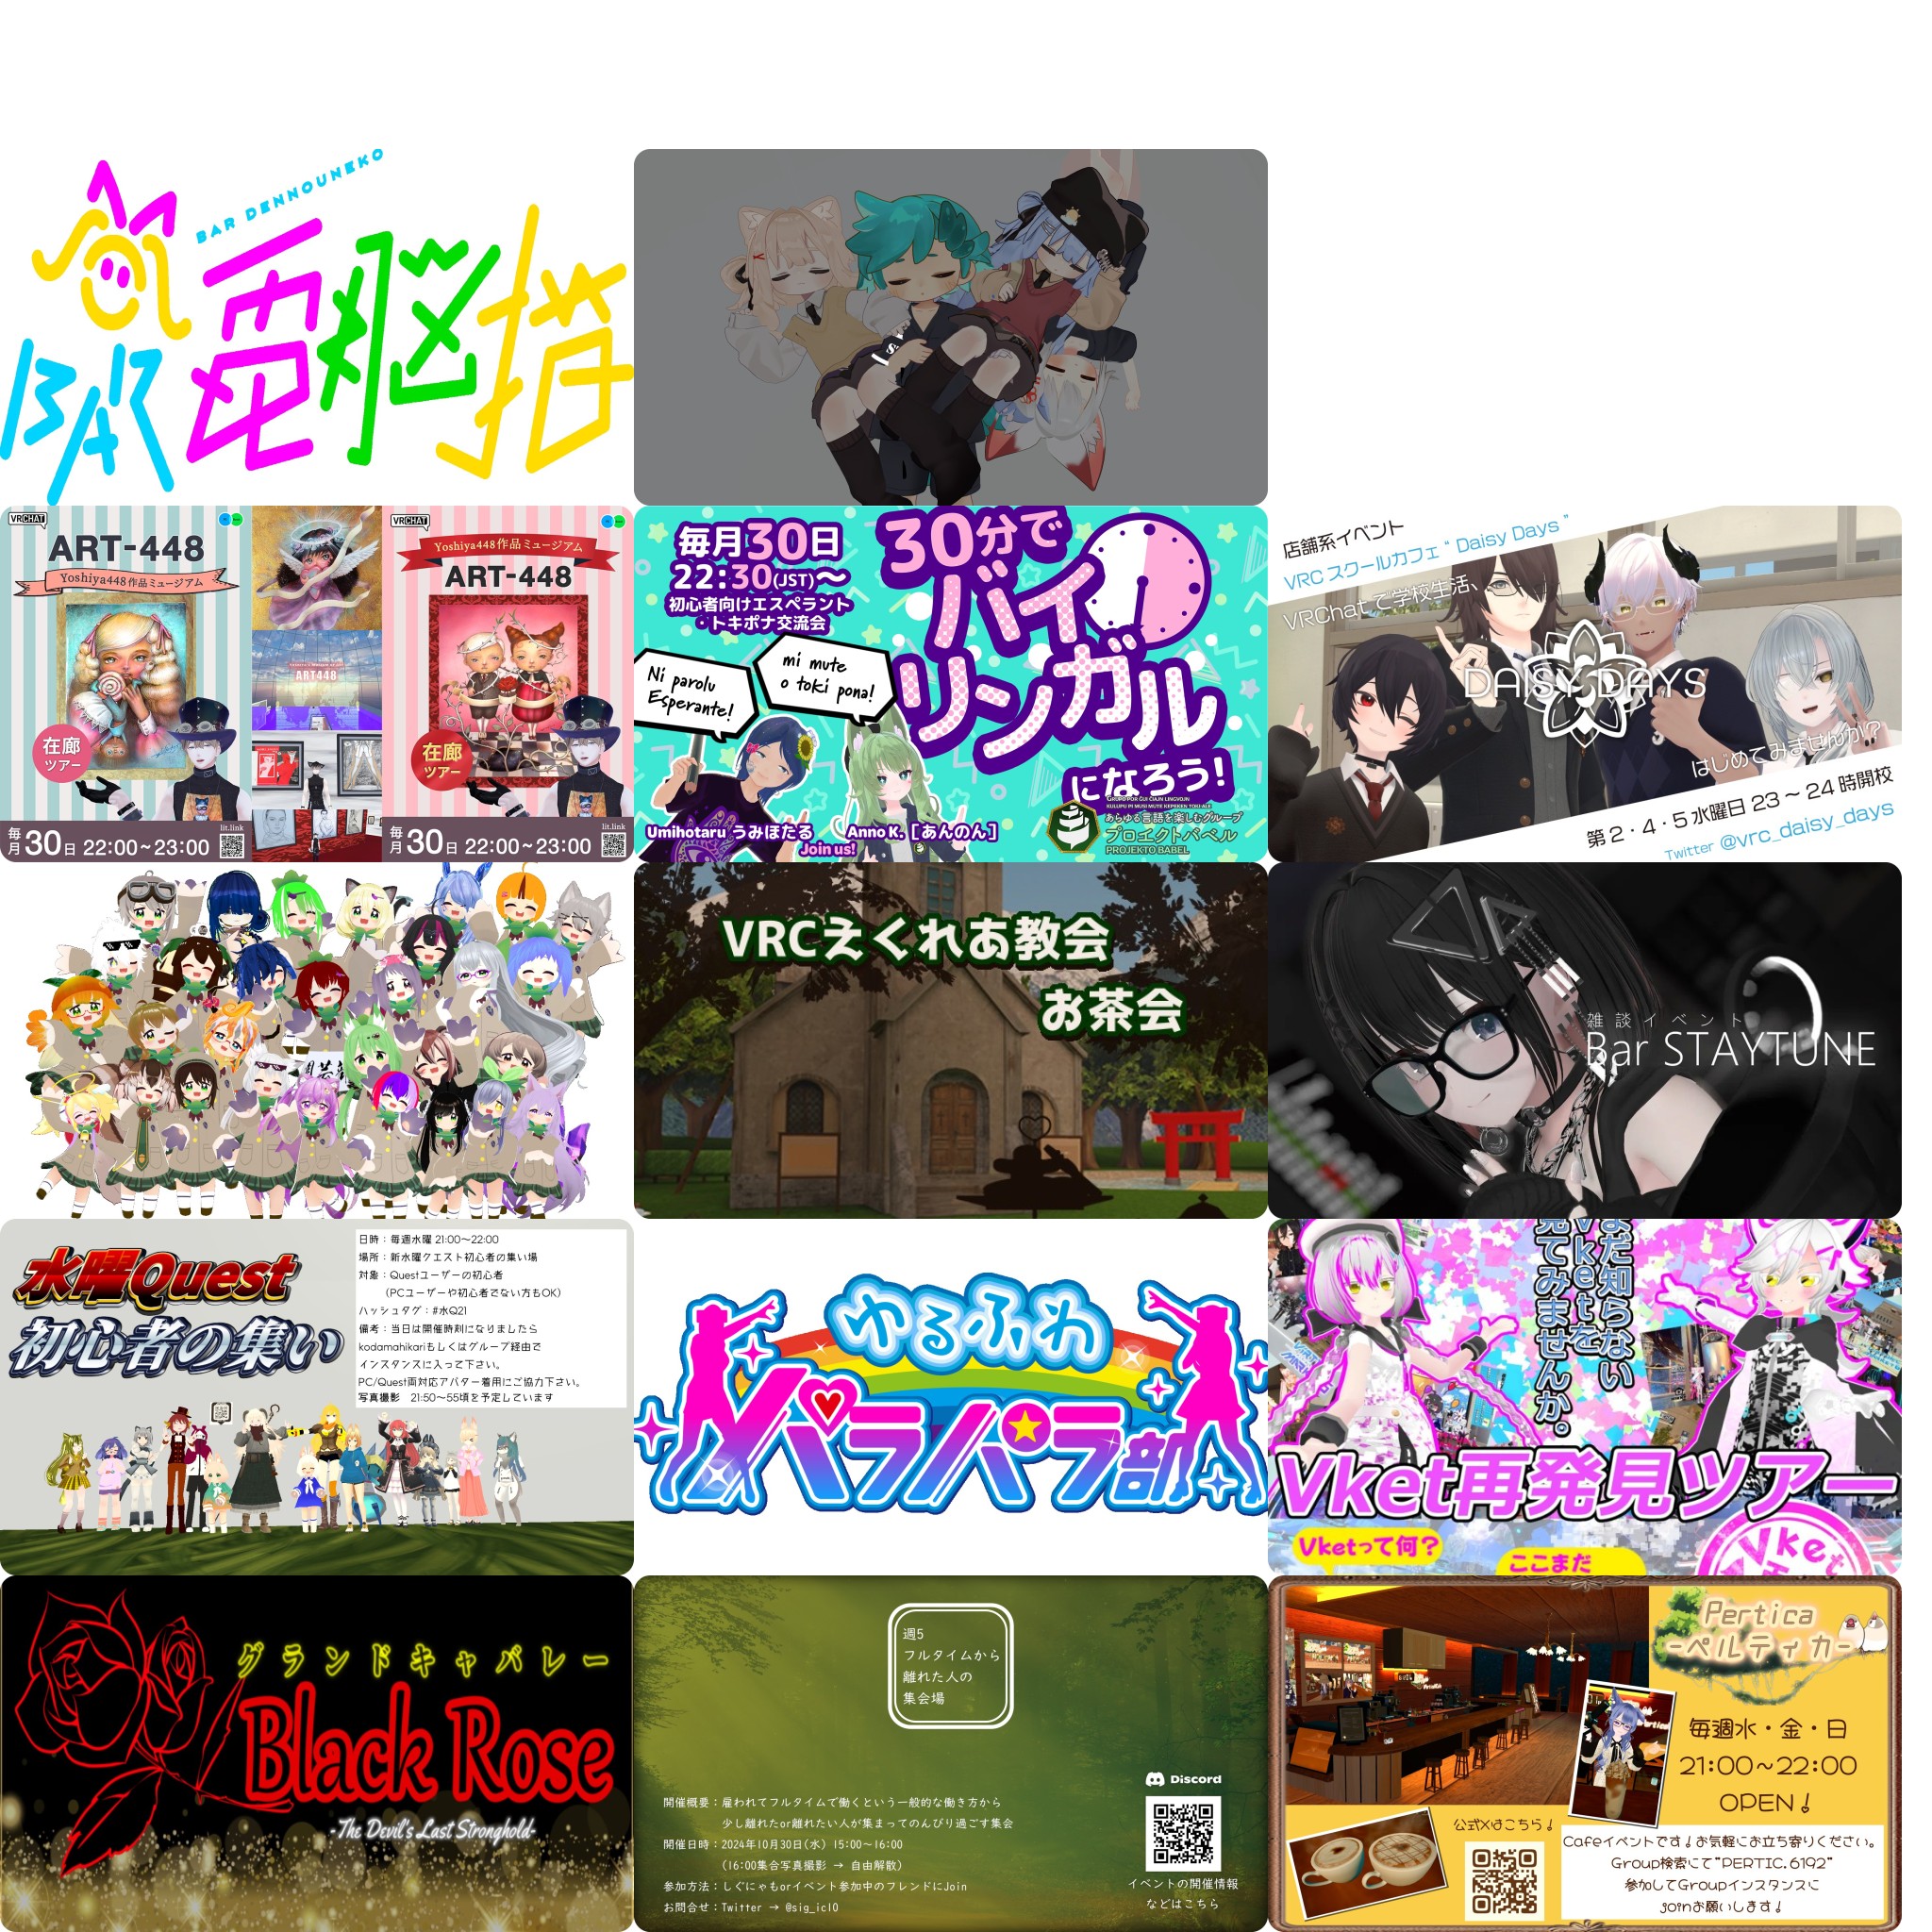 BAR DENNOUNEKO
BAR 電脳猫
VRCHAT
ART-448
Yoshiya448作品ミュージアム
在廊
ツアー
毎月30日 22:00~23:00
lit.link
ART448
VRCHAT
Yoshiya448作品ミュージアム
ART-448
在廊
ツアー
毎月30日 22:00~23:00
lit.link
毎月30日
22:30(JST)〜
初心者向けエスペラント
・トキポナ交流会
30分で
バイ
リンガル
になろう!
Ni parolu
Esperante!
mi mute
o toki pona!
Umihotaru うみほたる
Anno K. [あんのん]
Join us!
あらゆる言語を楽しむグループ
プロエクトバベル
PROJEKTO BABEL
店舗系イベント
VRC スクールカフェ “ Daisy Days ”
VRChat で学校生活、
DAISY DAYS
はじめてみませんか?
第 2・4・5 水曜日 23 〜 24 時開校
Twitter @vrc_daisy_days
VRCえくれあ教会
お茶会
雑談イベント
Bar STAYTUNE
水曜Quest
初心者の集い
日時：毎週水曜 21:00〜22:00
場所：新水曜クエスト初心者の集い場
対象：Questユーザーの初心者
（PCユーザーや初心者でない方もOK）
ハッシュタグ：#水Q21
備考：当日は開催時刻になりましたら
kodamahikariもしくはグループ経由で
インスタンスに入って下さい。
PC/Quest両対応アバター着用にご協力下さい。
写真撮影　21:50〜55頃を予定しています
ゆるふわ
パラパラ部
まだ知らない
Vketを
見てみませんか。
Vket再発見ツアー
Vketって何？
ここまだ
Vket
グランドキャバレー
Black Rose
-The Devil's Last Stronghold-
週5
フルタイムから
離れた人の
集会場
開催概要：雇われてフルタイムで働くという一般的な働き方から
少し離れたor離れたい人が集まってのんびり過ごす集会
開催日時：2024年10月30日(水) 15:00〜16:00
(16:00集合写真撮影 → 自由解散)
参加方法：しぐにゃもorイベント参加中のフレンドにJoin
お問合せ：Twitter → @sig_icl0
Discord
イベントの開催情報
などはこちら
Pertica
-ペルティカ-
毎週水・金・日
21:00~22:00
OPEN！
公式Xはこちら！
Cafeイベントです！お気軽にお立ち寄りください。
Group検索にて"PERTIC.6192"
参加してGroupインスタンスに
joinお願いします！